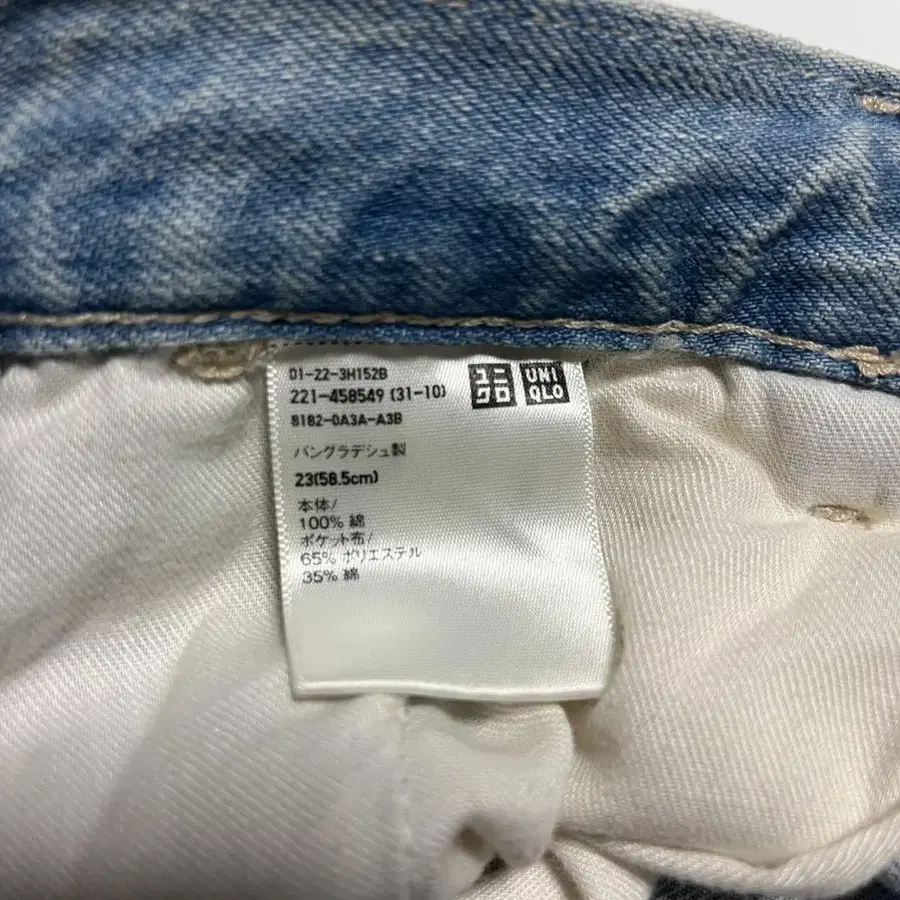 01-22-3H152B
221-458549 (31-10)
8182-0A3A-A3B
ユニ
クロ
UNI
QLO
バングラデシュ製
23(58.5cm)
本体/
100% 綿
ポケット布/
65% ポリエステル
35% 綿